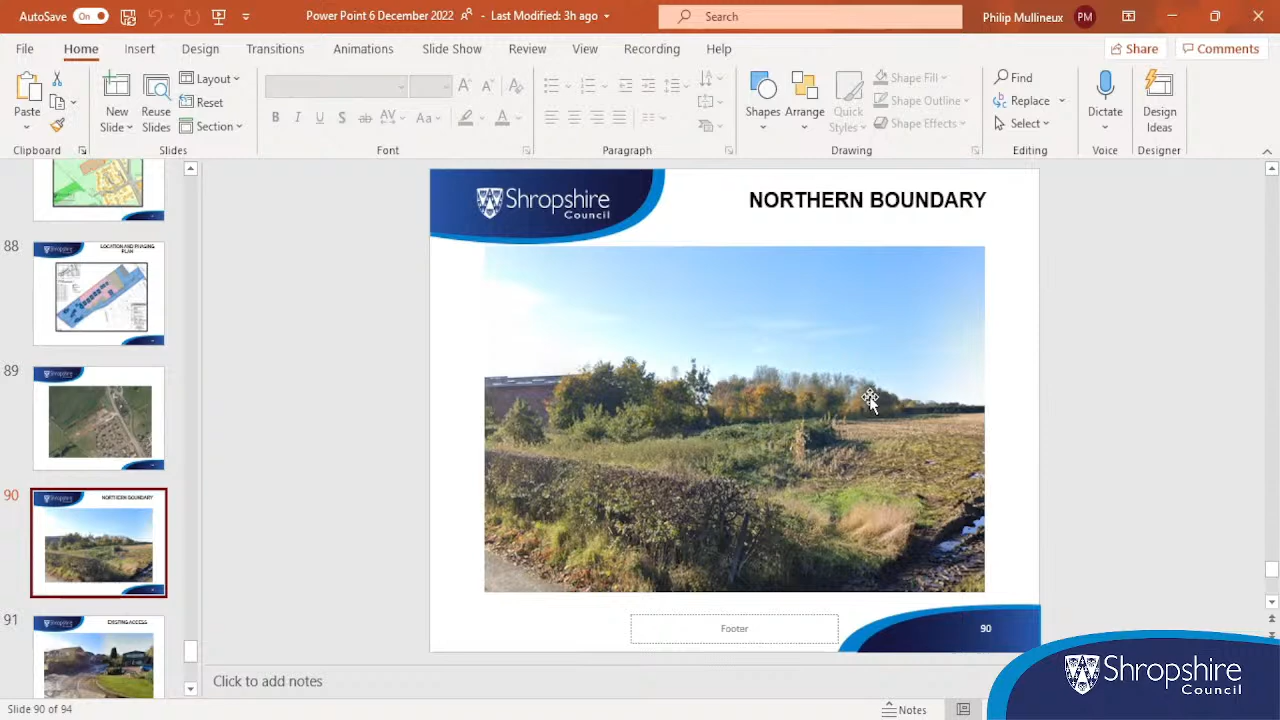 AutoSave On Power Point 6 December 2022 - Last Modified: 3h ago Search Philip Mullineux PM
File Home Insert Design Transitions Animations Slide Show Review View Recording Help Share Comments
Paste New Slide Reuse Slides Layout Reset Section
B I U S ab AV Aa A
Shapes Arrange Quick Styles Shape Fill Shape Outline Shape Effects
Find Replace Select Dictate Design Ideas
Clipboard Slides Font Paragraph Drawing Editing Voice Designer
88
LOCATION AND PHASING PLAN
89
90
NORTHERN BOUNDARY
91
EXISTING ACCESS
Shropshire
Council
NORTHERN BOUNDARY
Footer
90
Click to add notes
Slide 90 of 94
Notes
Shropshire
Council